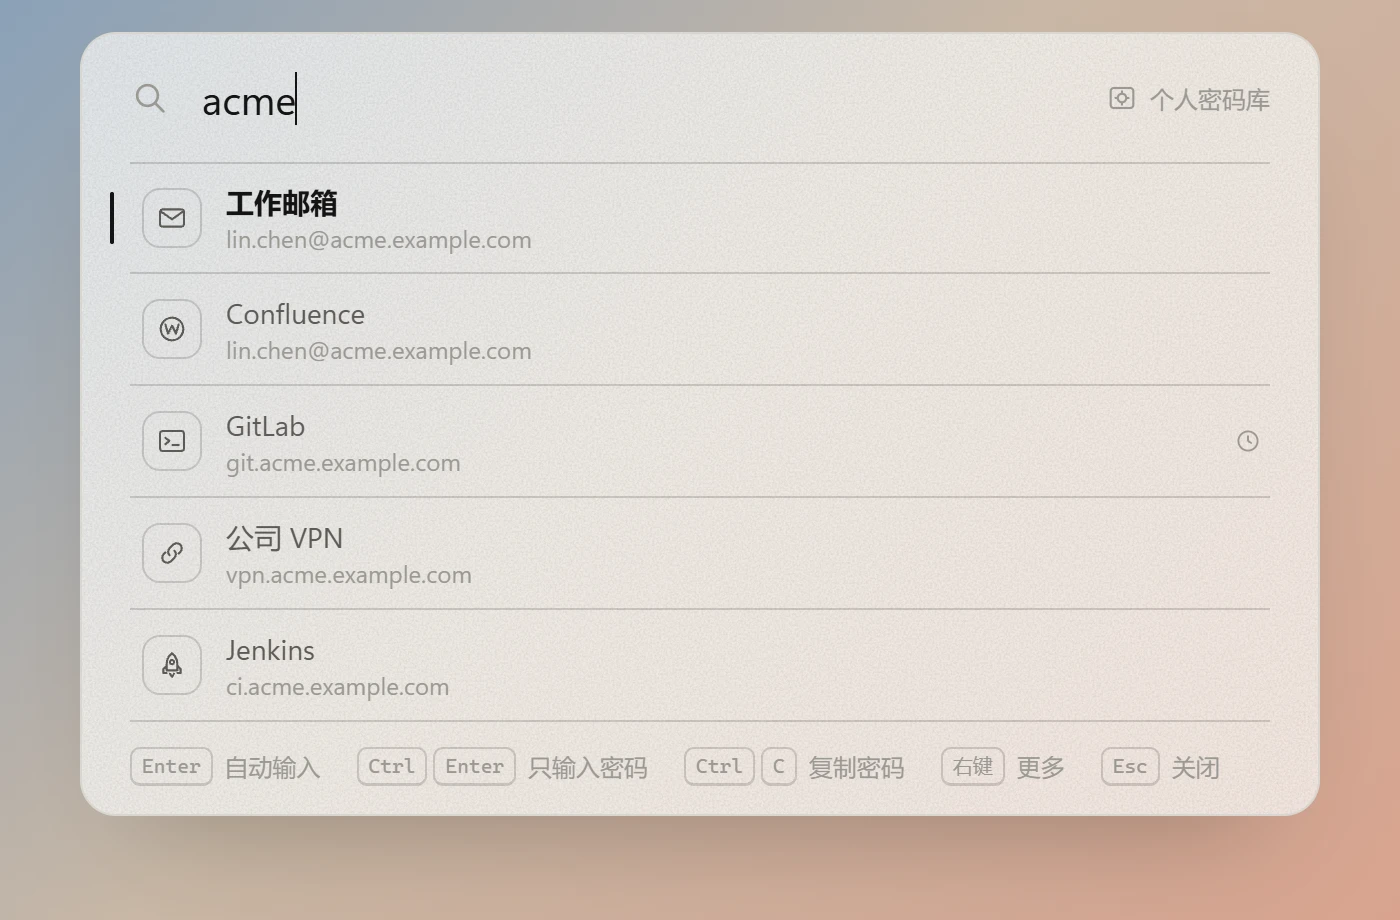 acme
个人密码库
工作邮箱
lin.chen@acme.example.com
Confluence
lin.chen@acme.example.com
GitLab
git.acme.example.com
公司 VPN
vpn.acme.example.com
Jenkins
ci.acme.example.com
Enter 自动输入 Ctrl Enter 只输入密码 Ctrl C 复制密码 右键 更多 Esc 关闭